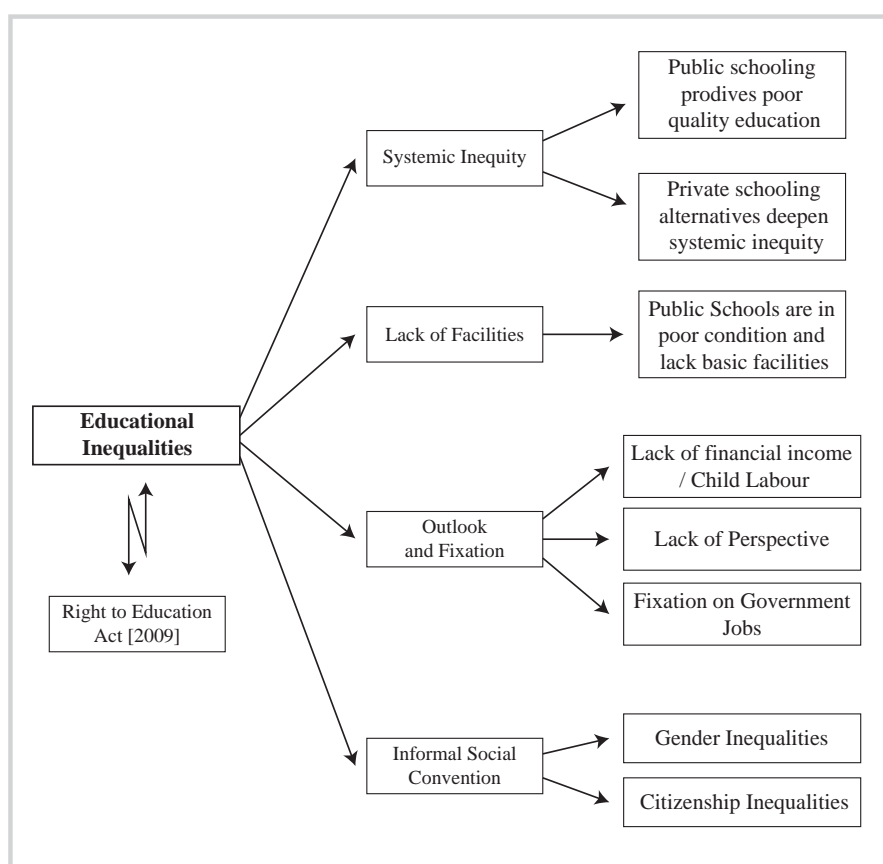 Educational
Inequalities
Right to Education
Act [2009]
Systemic Inequity
Public schooling
prodives poor
quality education
Private schooling
alternatives deepen
systemic inequity
Lack of Facilities
Public Schools are in
poor condition and
lack basic facilities
Outlook
and Fixation
Lack of financial income
/ Child Labour
Lack of Perspective
Fixation on Government
Jobs
Informal Social
Convention
Gender Inequalities
Citizenship Inequalities